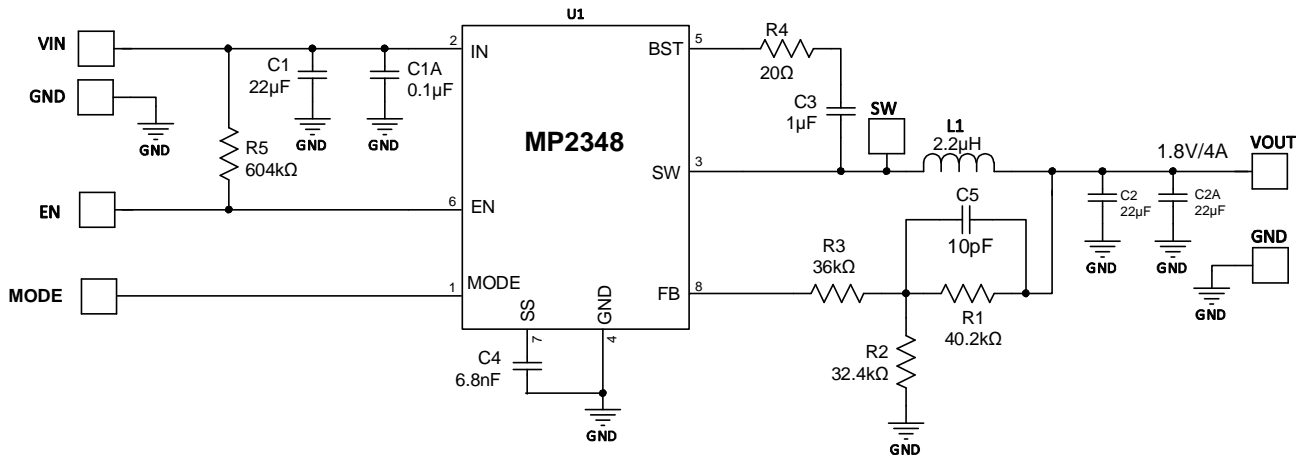 U1
MP2348
VIN
GND
GND
EN
MODE
R5
604kΩ
C1
22µF
GND
C1A
0.1µF
GND
2
IN
6
EN
1
MODE
SS
7
GND
4
C4
6.8nF
GND
BST
5
SW
3
FB
8
R4
20Ω
C3
1µF
SW
L1
2.2µH
C5
10pF
R3
36kΩ
R1
40.2kΩ
R2
32.4kΩ
GND
1.8V/4A
VOUT
C2
22µF
GND
C2A
22µF
GND
GND
GND